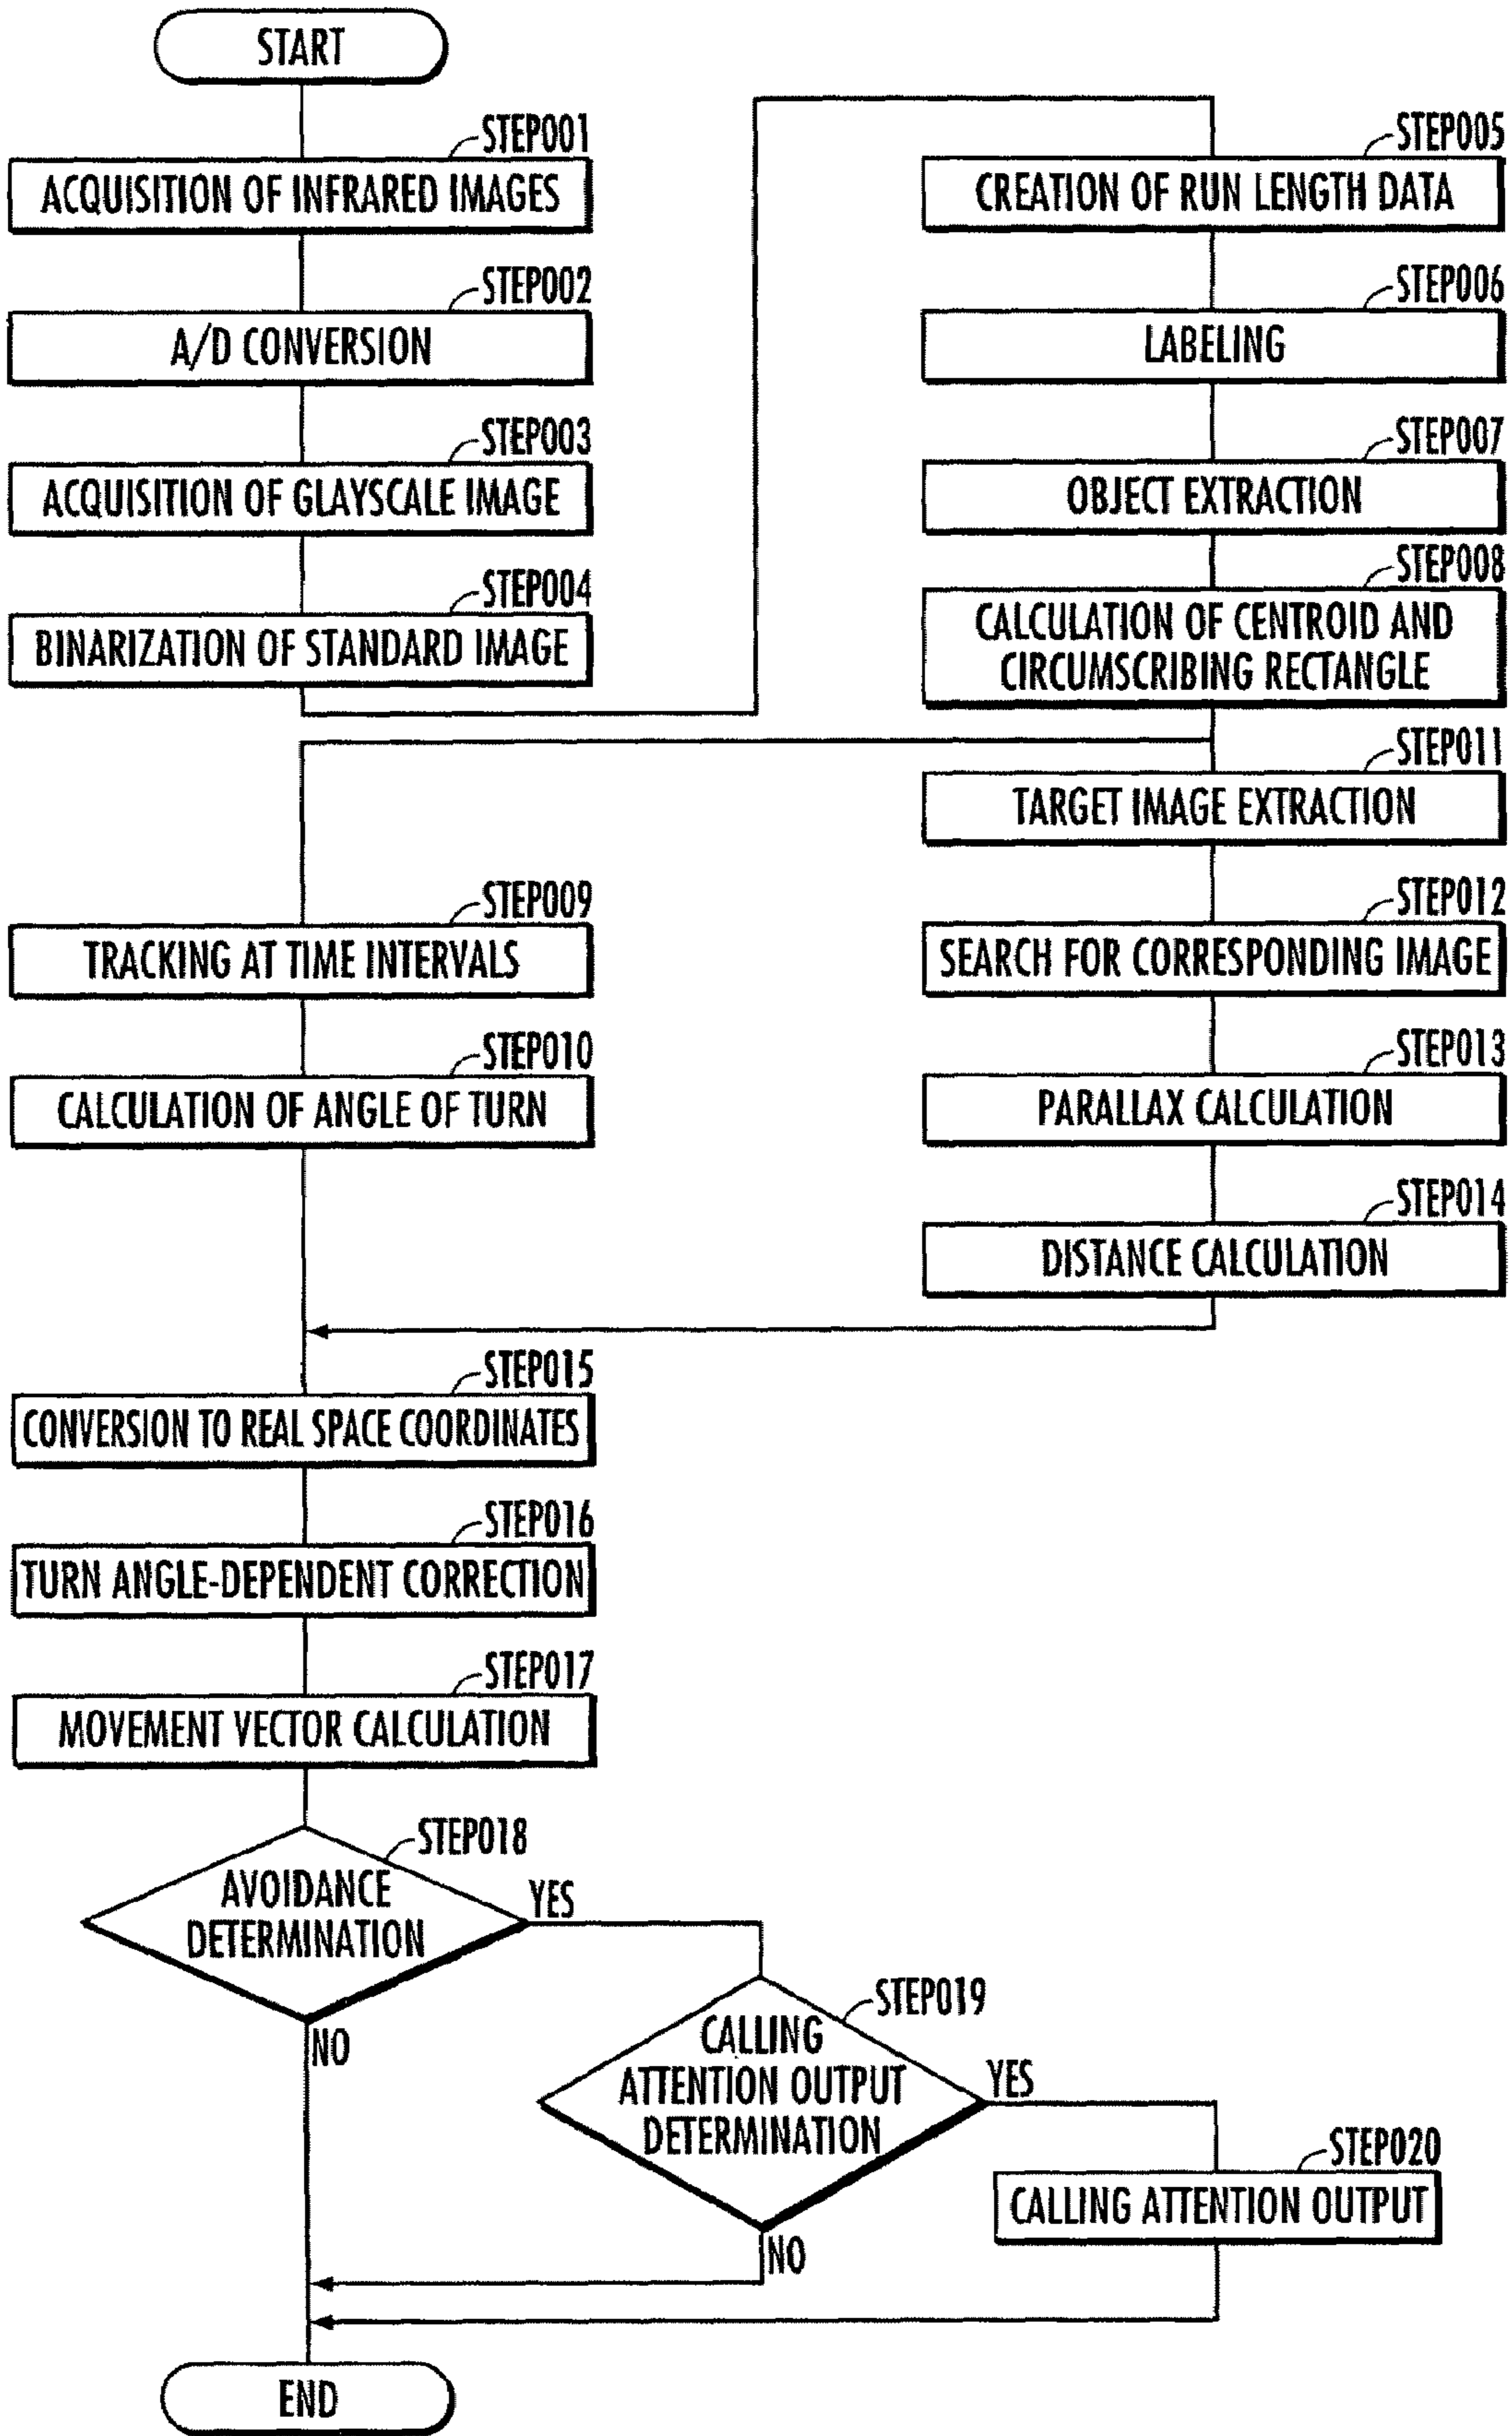 START
STEP001
ACQUISITION OF INFRARED IMAGES
STEP002
A/D CONVERSION
STEP003
ACQUISITION OF GLAYSCALE IMAGE
STEP004
BINARIZATION OF STANDARD IMAGE
STEP005
CREATION OF RUN LENGTH DATA
STEP006
LABELING
STEP007
OBJECT EXTRACTION
STEP008
CALCULATION OF CENTROID AND
CIRCUMSCRIBING RECTANGLE
STEP009
TRACKING AT TIME INTERVALS
STEP010
CALCULATION OF ANGLE OF TURN
STEP011
TARGET IMAGE EXTRACTION
STEP012
SEARCH FOR CORRESPONDING IMAGE
STEP013
PARALLAX CALCULATION
STEP014
DISTANCE CALCULATION
STEP015
CONVERSION TO REAL SPACE COORDINATES
STEP016
TURN ANGLE-DEPENDENT CORRECTION
STEP017
MOVEMENT VECTOR CALCULATION
STEP018
AVOIDANCE
DETERMINATION
YES
NO
STEP019
CALLING
ATTENTION OUTPUT
DETERMINATION
YES
NO
STEP020
CALLING ATTENTION OUTPUT
END